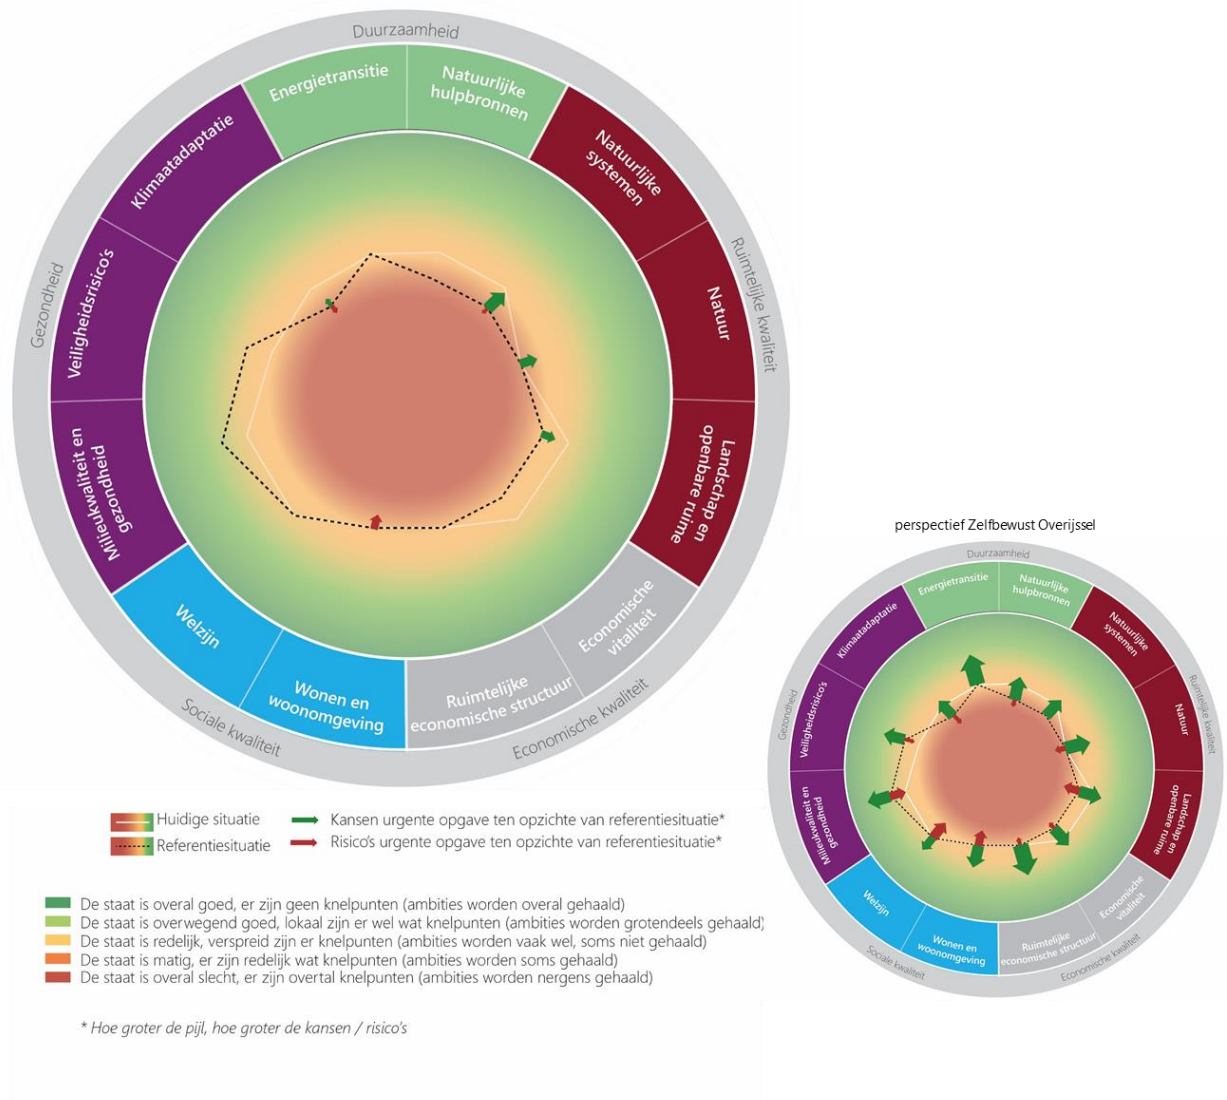 Duurzaamheid
Energietransitie
Natuurlijke
hulpbronnen
Natuurlijke
systemen
Ruimtelijke kwaliteit
Natuur
Landschap en
openbare ruime
Economische
vitaliteit
Economische kwaliteit
Ruimtelijke
economische structuur
Wonen en
woonomgeving
Sociale kwaliteit
Welzijn
Milieukwaliteit en
gezondheid
Gezondheid
Veiligheidsrisico's
Klimaatadaptatie
perspectief Zelfbewust Overijssel
Duurzaamheid
Energietransitie
Natuurlijke
hulpbronnen
Natuurlijke
systemen
Ruimtelijke kwaliteit
Natuur
Landschap en
openbare ruime
Economische
vitaliteit
Economische kwaliteit
Ruimtelijke
economische structuur
Wonen en
woonomgeving
Sociale kwaliteit
Welzijn
Milieukwaliteit en
gezondheid
Gezondheid
Veiligheidsrisico's
Klimaatadaptatie
Huidige situatie
Referentiesituatie
Kansen urgente opgave ten opzichte van referentiesituatie*
Risico's urgente opgave ten opzichte van referentiesituatie*
De staat is overal goed, er zijn geen knelpunten (ambities worden overal gehaald)
De staat is overwegend goed, lokaal zijn er wel wat knelpunten (ambities worden grotendeels gehaald)
De staat is redelijk, verspreid zijn er knelpunten (ambities worden vaak wel, soms niet gehaald)
De staat is matig, er zijn redelijk wat knelpunten (ambities worden soms gehaald)
De staat is overal slecht, er zijn overtal knelpunten (ambities worden nergens gehaald)
* Hoe groter de pijl, hoe groter de kansen / risico's